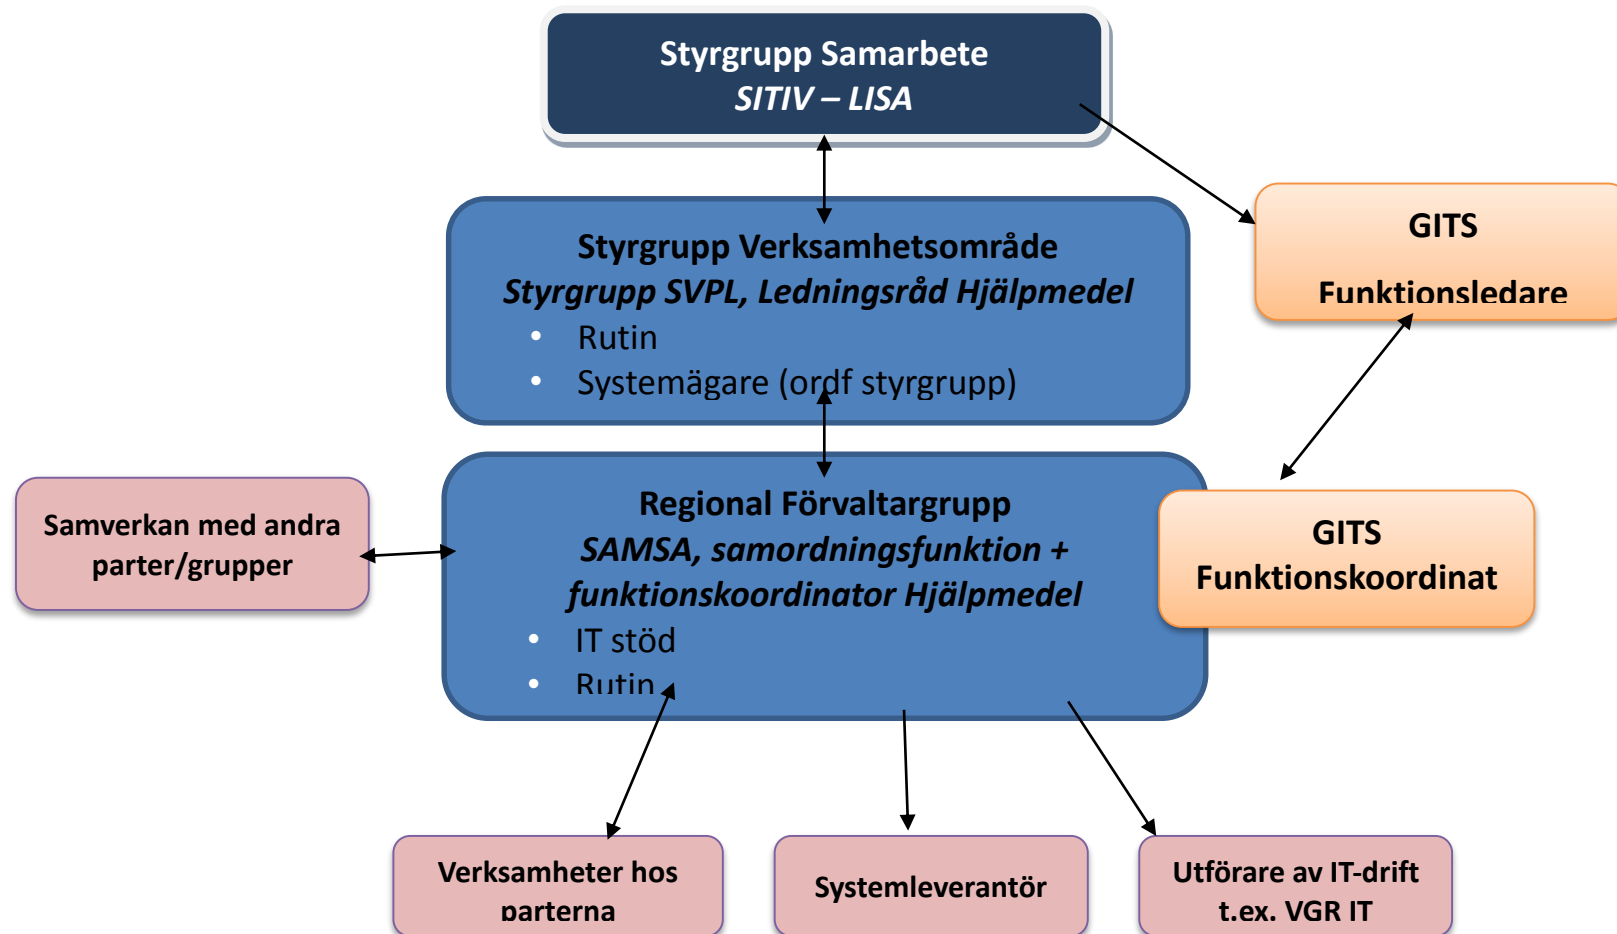 Styrgrupp Samarbete
SITIV – LISA
Styrgrupp Verksamhetsområde
Styrgrupp SVPL, Ledningsråd Hjälpmedel
• Rutin
• Systemägare (ordf styrgrupp)
GITS
Funktionsledare
Regional Förvaltargrupp
SAMSA, samordningsfunktion +
funktionskoordinator Hjälpmedel
• IT stöd
• Rutin
Samverkan med andra
parter/grupper
GITS
Funktionskoordinat
Verksamheter hos
parterna
Systemleverantör
Utförare av IT-drift
t.ex. VGR IT